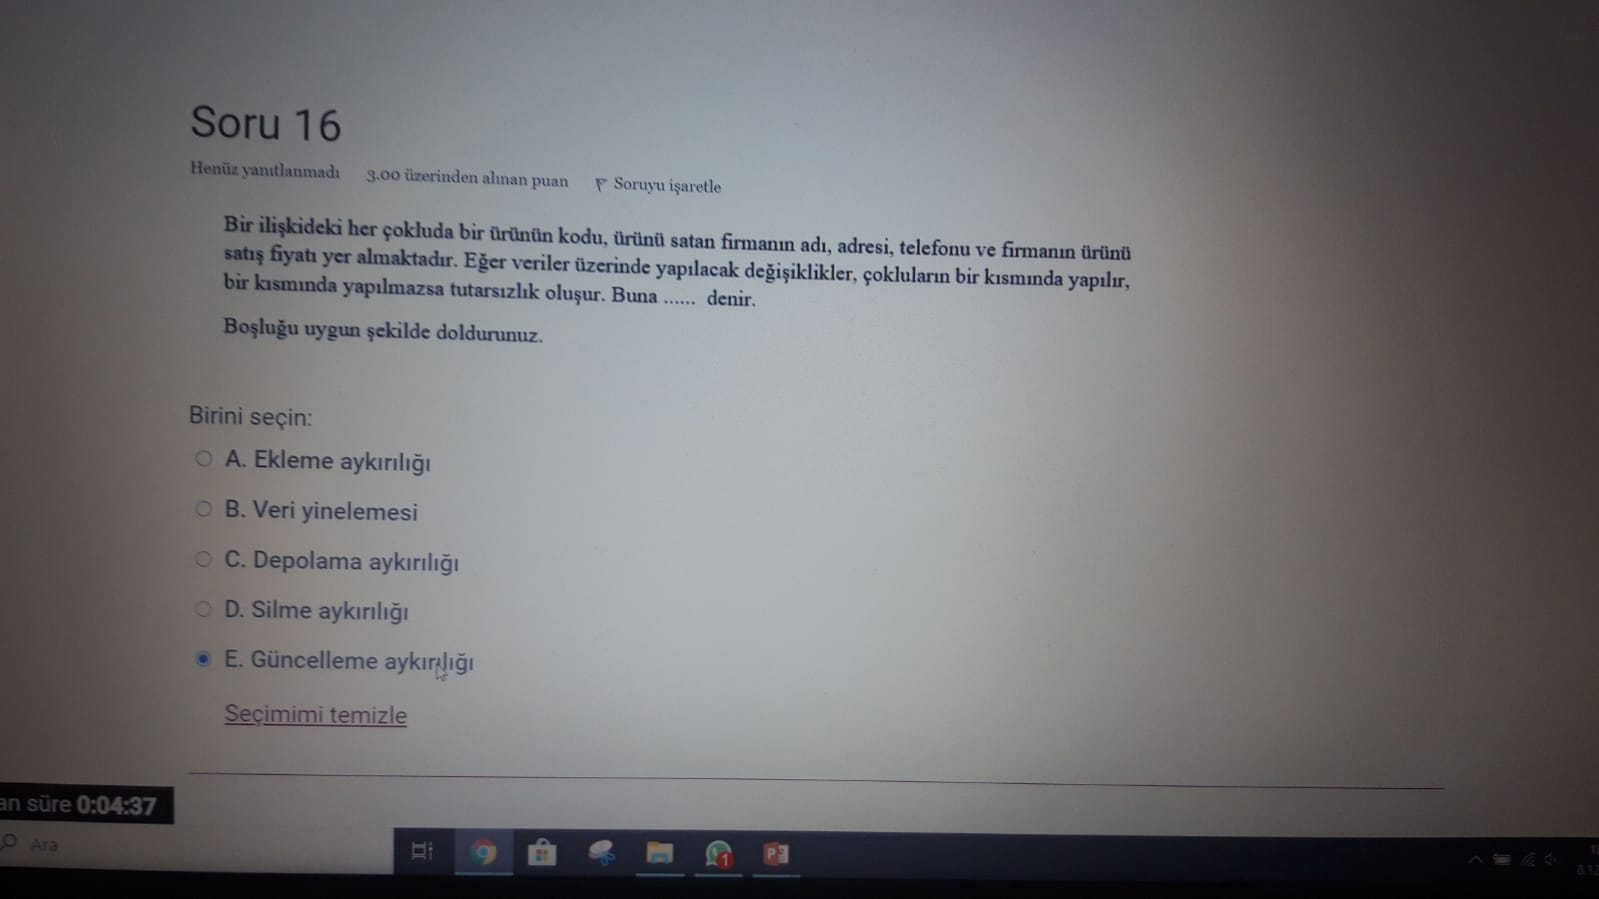 Soru 16
Henüz yanıtlanmadı 3.00 üzerinden alınan puan Soruyu işaretle
Bir ilişkideki her çokluda bir ürünün kodu, ürünü satan firmanın adı, adresi, telefonu ve firmanın ürünü
satış fiyatı yer almaktadır. Eğer veriler üzerinde yapılacak değişiklikler, çokluların bir kısmında yapılır,
bir kısmında yapılmazsa tutarsızlık oluşur. Buna ...... denir.
Boşluğu uygun şekilde doldurunuz.
Birini seçin:
A. Ekleme aykırılığı
B. Veri yinelemesi
C. Depolama aykırılığı
D. Silme aykırılığı
E. Güncelleme aykırılığı
Seçimimi temizle
süre 0:04:37
Ara
1